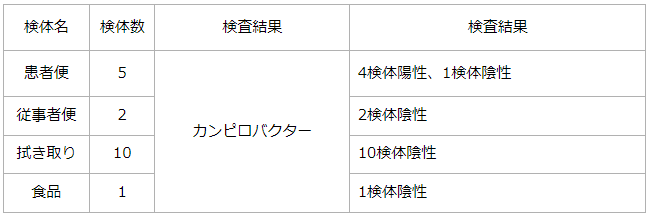 検体名 検体数 検査結果 検査結果
患者便 5 カンピロバクター 4検体陽性、1検体陰性
従事者便 2 2検体陰性
拭き取り 10 10検体陰性
食品 1 1検体陰性